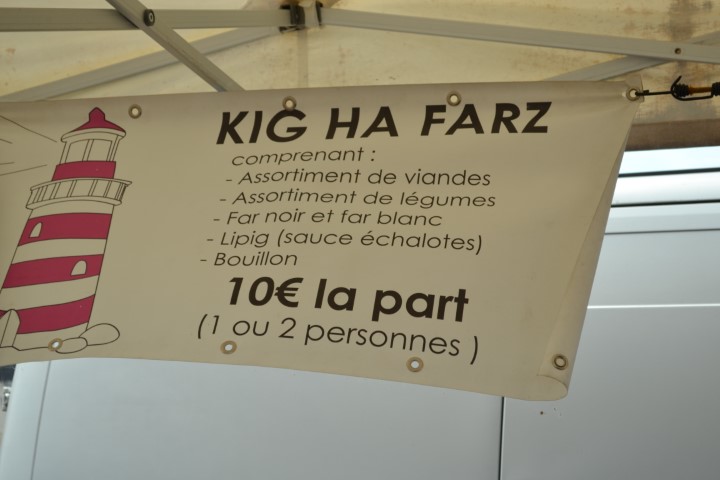 KIG HA FARZ
comprenant :
- Assortiment de viandes
- Assortiment de légumes
- Far noir et far blanc
- Lipig (sauce échalotes)
- Bouillon
10€ la part
(1 ou 2 personnes )